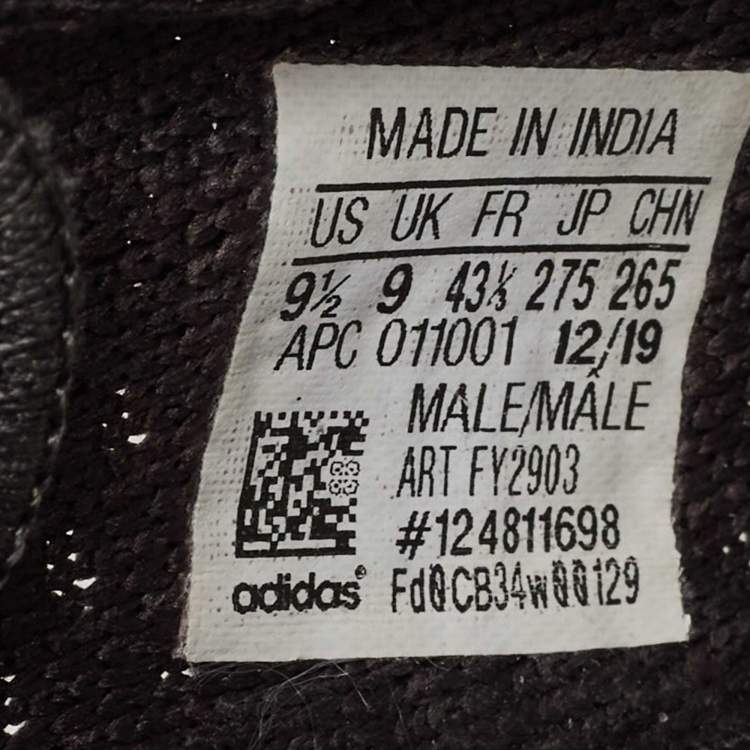 MADE IN INDIA
US UK FR JP CHN
9½ 9 43⅓ 275 265
APC 011001 12/19
MALE/MÂLE
ART FY2903
#124811698
adidas® Fd0CB34w00129